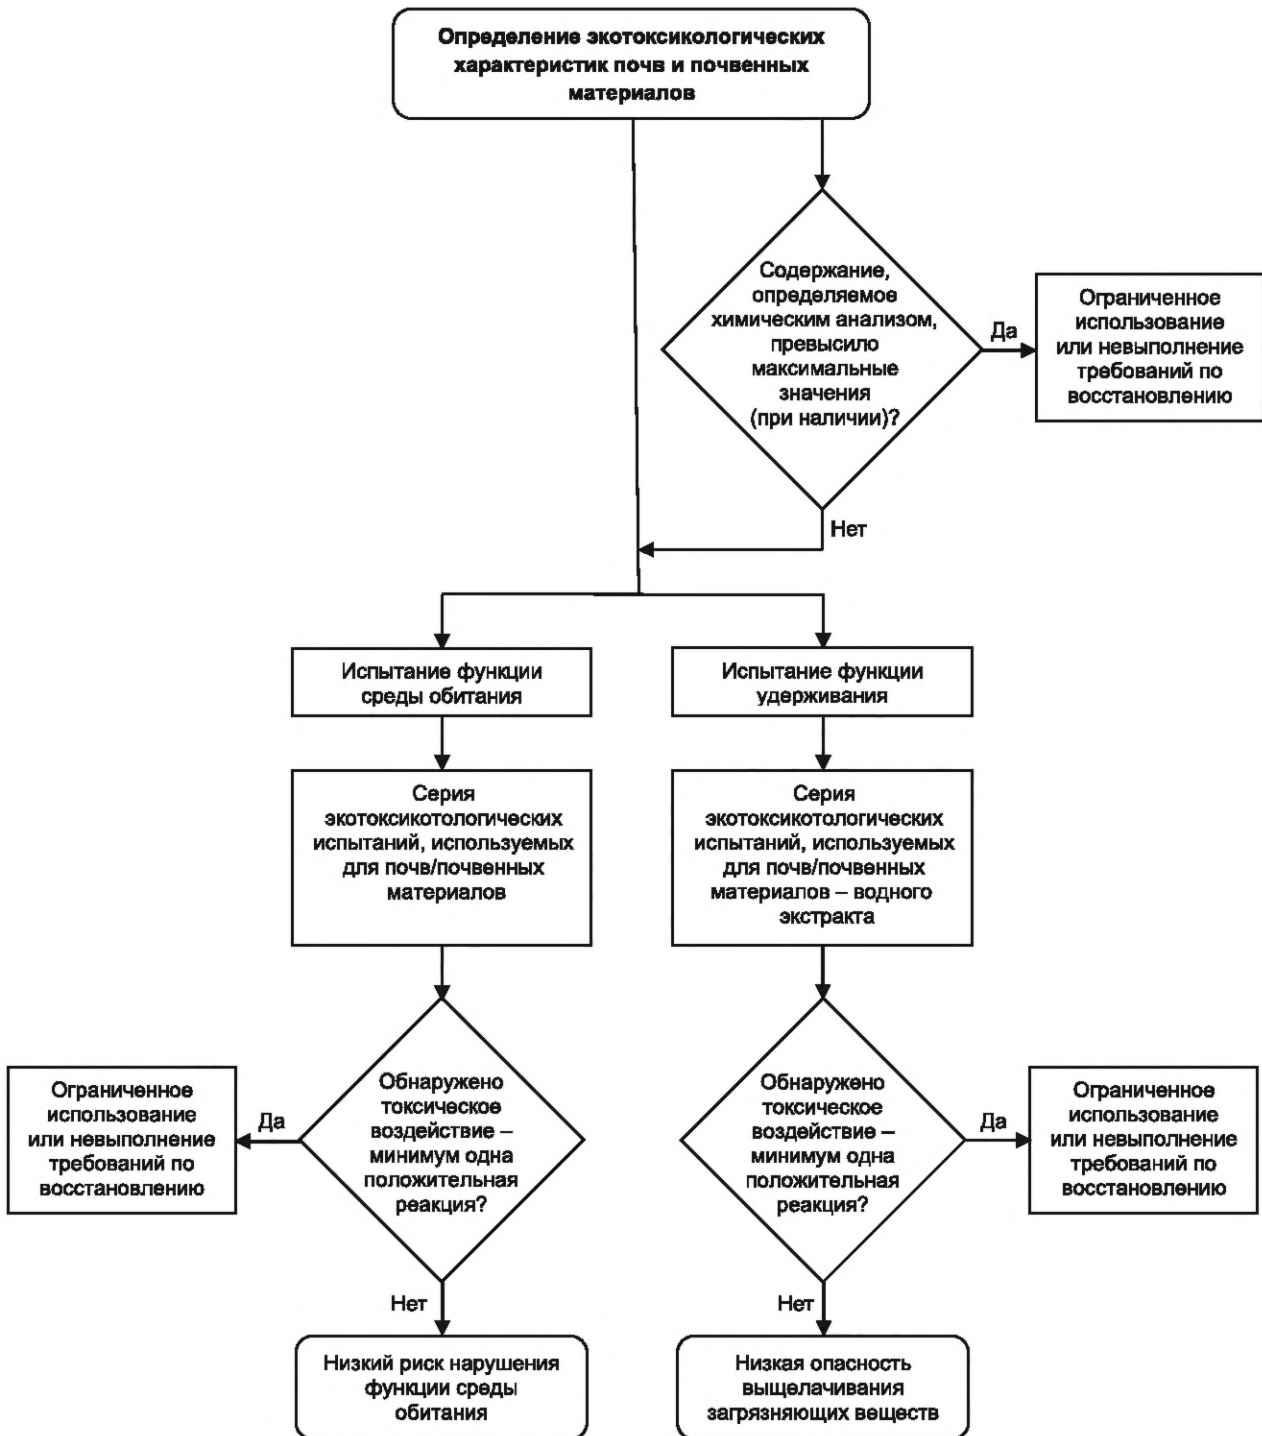 Определение экотоксикологических
характеристик почв и почвенных
материалов
Содержание,
определяемое
химическим анализом,
превысило
максимальные
значения
(при наличии)?
Да
Ограниченное
использование
или невыполнение
требований по
восстановлению
Нет
Испытание функции
среды обитания
Испытание функции
удерживания
Серия
экотоксикотологических
испытаний, используемых
для почв/почвенных
материалов
Серия
экотоксикотологических
испытаний, используемых
для почв/почвенных
материалов – водного
экстракта
Ограниченное
использование
или невыполнение
требований по
восстановлению
Да
Обнаружено
токсическое
воздействие –
минимум одна
положительная
реакция?
Обнаружено
токсическое
воздействие –
минимум одна
положительная
реакция?
Да
Ограниченное
использование
или невыполнение
требований по
восстановлению
Нет
Нет
Низкий риск нарушения
функции среды
обитания
Низкая опасность
выщелачивания
загрязняющих веществ